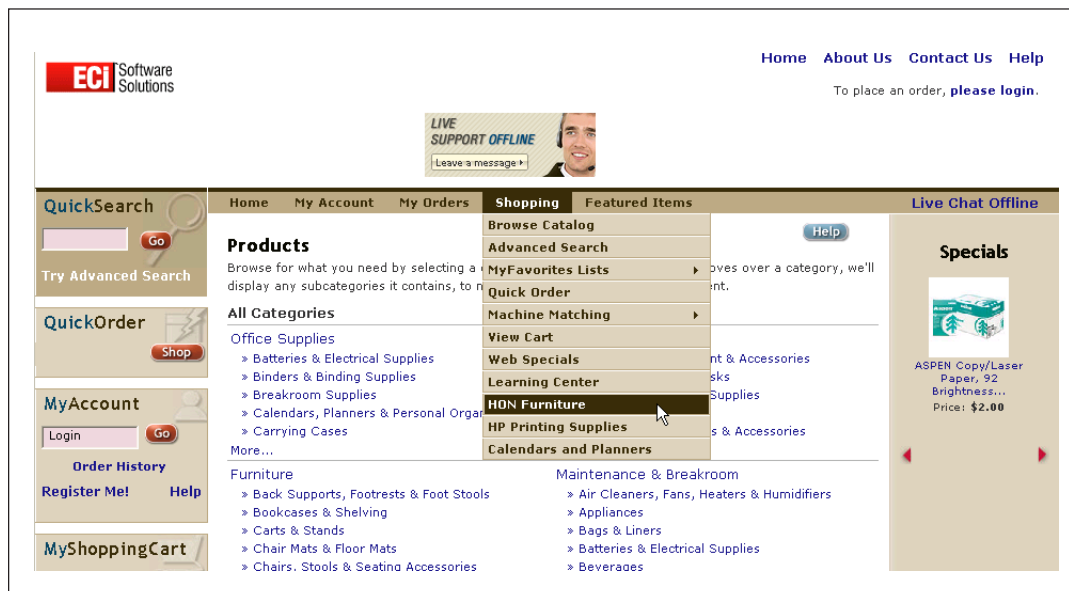 ECi Software
Solutions
Home About Us Contact Us Help
To place an order, please login.
LIVE
SUPPORT OFFLINE
Leave a message
QuickSearch
Go
Try Advanced Search
QuickOrder
Shop
MyAccount
Login Go
Order History
Register Me! Help
MyShoppingCart
Home My Account My Orders Shopping Featured Items Live Chat Offline
Browse Catalog
Advanced Search
MyFavorites Lists
Quick Order
Machine Matching
View Cart
Web Specials
Learning Center
HON Furniture
HP Printing Supplies
Calendars and Planners
Help
Products
Browse for what you need by selecting a oves over a category, we'll
display any subcategories it contains, to n nt.
All Categories
Office Supplies
» Batteries & Electrical Supplies nt & Accessories
» Binders & Binding Supplies sks
» Breakroom Supplies Supplies
» Calendars, Planners & Personal Organ
» Carrying Cases s & Accessories
More...
Furniture
» Back Supports, Footrests & Foot Stools
» Bookcases & Shelving
» Carts & Stands
» Chair Mats & Floor Mats
» Chairs, Stools & Seating Accessories
Maintenance & Breakroom
» Air Cleaners, Fans, Heaters & Humidifiers
» Appliances
» Bags & Liners
» Batteries & Electrical Supplies
» Beverages
Specials
ASPEN Copy/Laser
Paper, 92
Brightness...
Price: $2.00